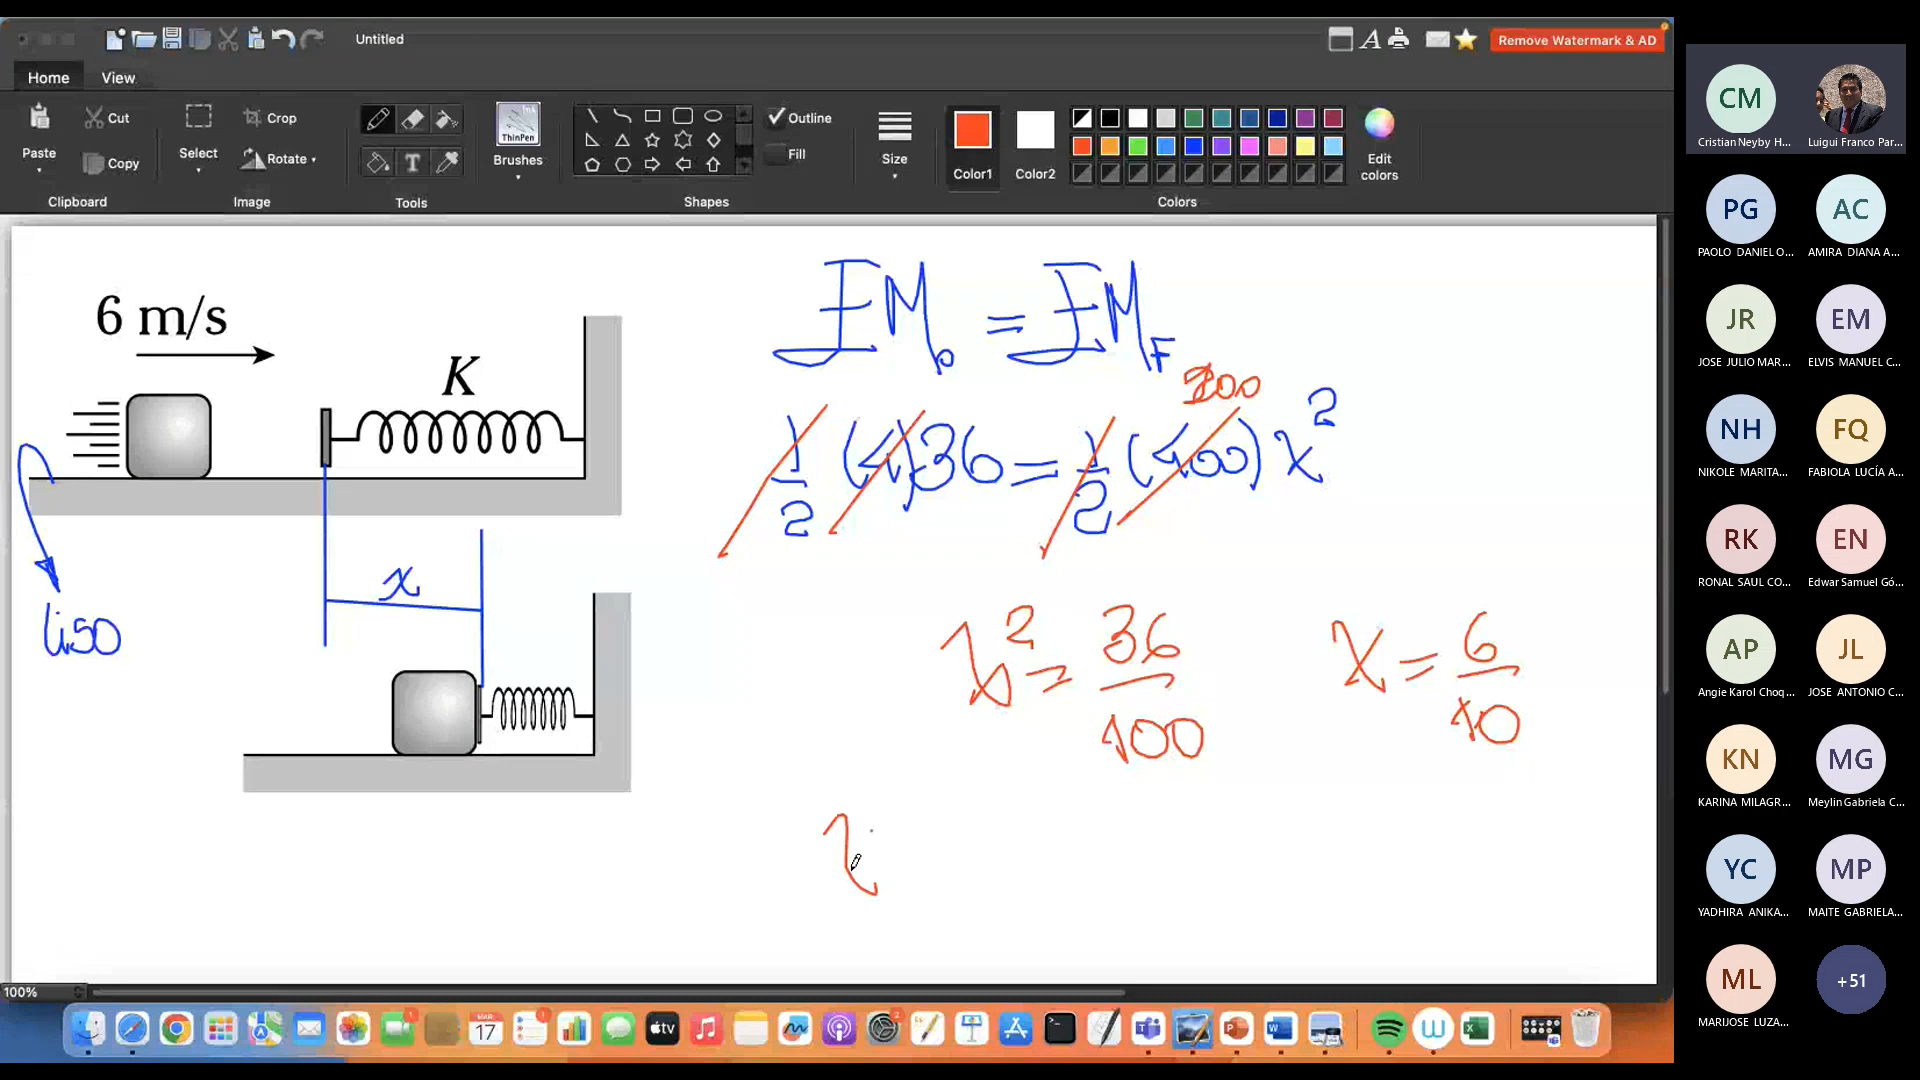 Untitled
Remove Watermark & AD
Home View
Paste
Cut
Copy
Clipboard
Select
Crop
Rotate
Image
Tools
ThinPen
Brushes
Shapes
Outline
Fill
Size
Color1
Color2
Edit colors
Colors
6 m/s
K
x
liso
EM₀ = EM_F
1/2 (4) 36 = 1/2 (400) x²
100
x² = 36/100
x = 6/10
100%
MAR 17
tv
CM
Cristian Neyby H...
Luigui Franco Par...
PG
PAOLO DANIEL O...
AC
AMIRA DIANA A...
JR
JOSE JULIO MAR...
EM
ELVIS MANUEL C...
NH
NIKOLE MARITA...
FQ
FABIOLA LUCÍA A...
RK
RONAL SAUL CO...
EN
Edwar Samuel Gó...
AP
Angie Karol Choq...
JL
JOSE ANTONIO C...
KN
KARINA MILAGR...
MG
Meylin Gabriela C...
YC
YADHIRA ANIKA...
MP
MAITE GABRIELA...
ML
MARIJOSE LUZA...
+51